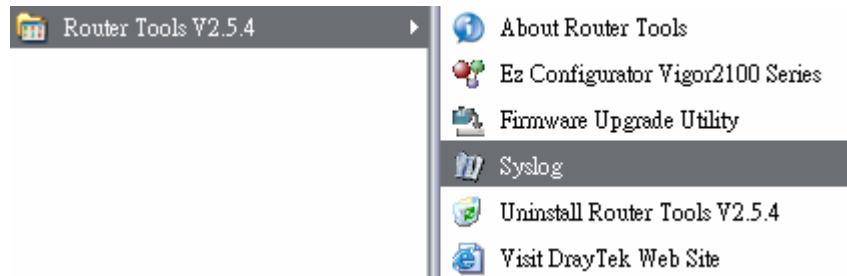 Router Tools V2.5.4
About Router Tools
Ez Configurator Vigor2100 Series
Firmware Upgrade Utility
Syslog
Uninstall Router Tools V2.5.4
Visit DrayTek Web Site